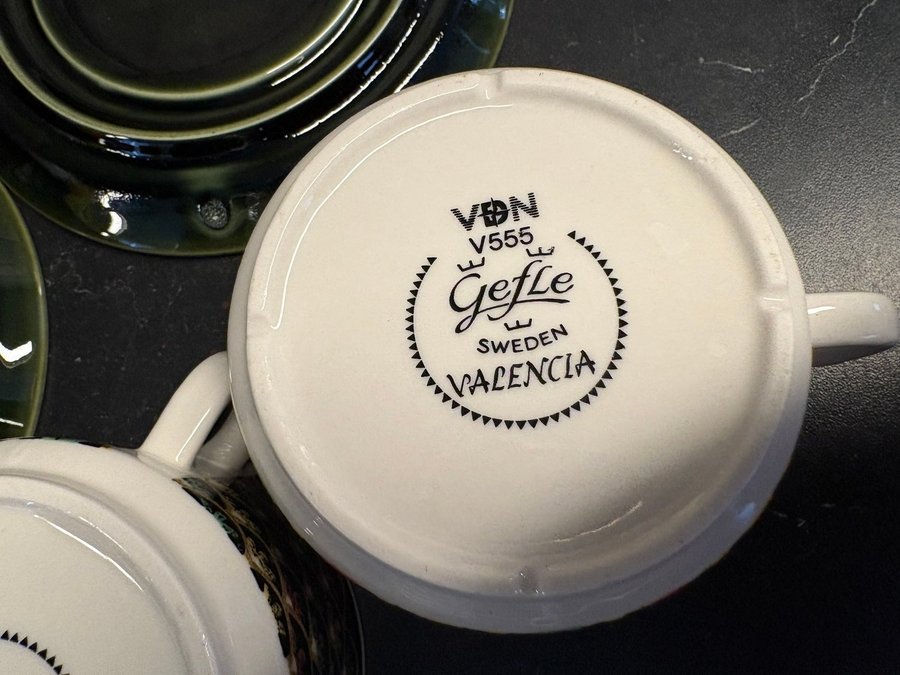 VDN
V555
Gefle
SWEDEN
VALENCIA